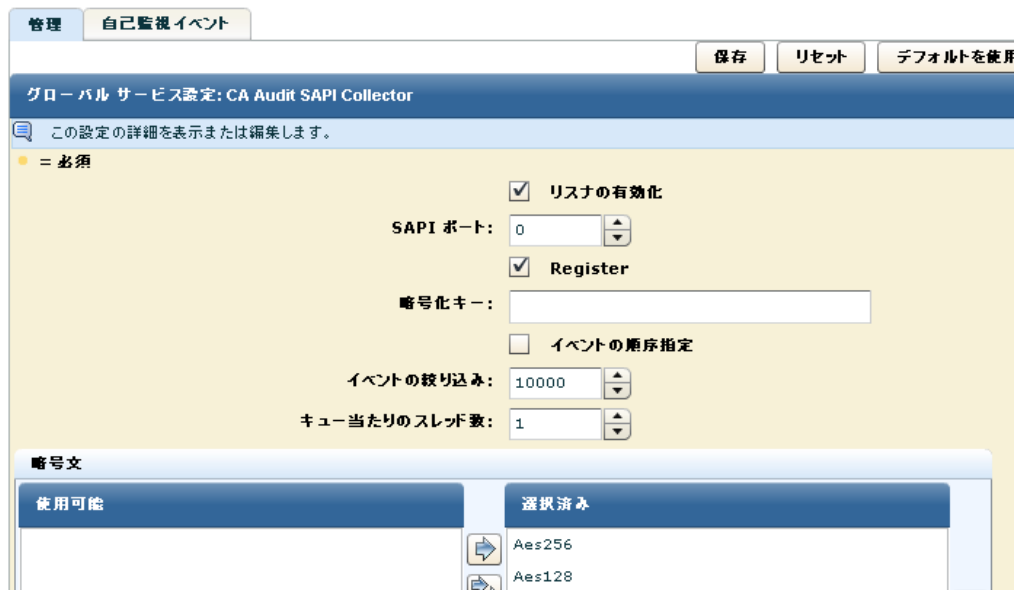 管理 自己監視イベント
保存 リセット デフォルトを使用
グローバル サービス設定: CA Audit SAPI Collector
この設定の詳細を表示または編集します。
= 必須
リスナの有効化
SAPI ポート: 0
Register
暗号化キー:
イベントの順序指定
イベントの絞り込み: 10000
キュー当たりのスレッド数: 1
暗号文
使用可能 選択済み
Aes256
Aes128